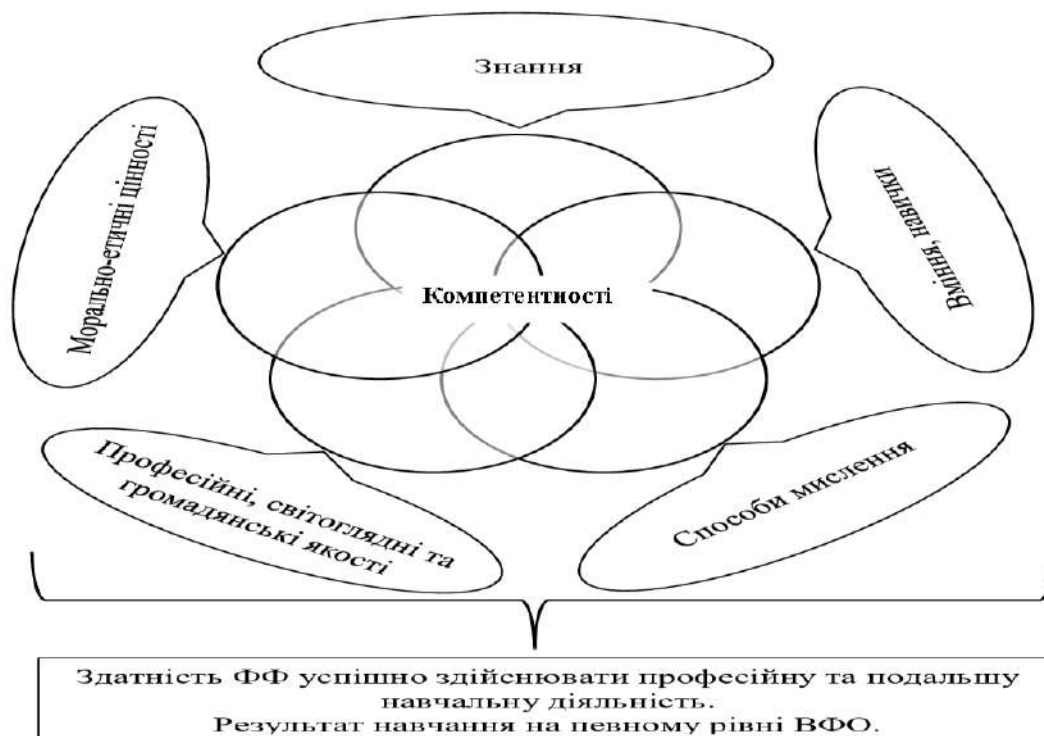 Знання
Морально-етичні цінності
Вміння, навички
Компетентності
Професійні, світоглядні та
громадянські якості
Способи мислення
Здатність ФФ успішно здійснювати професійну та подальшу
навчальну діяльність.
Результат навчання на певному рівні ВФО.